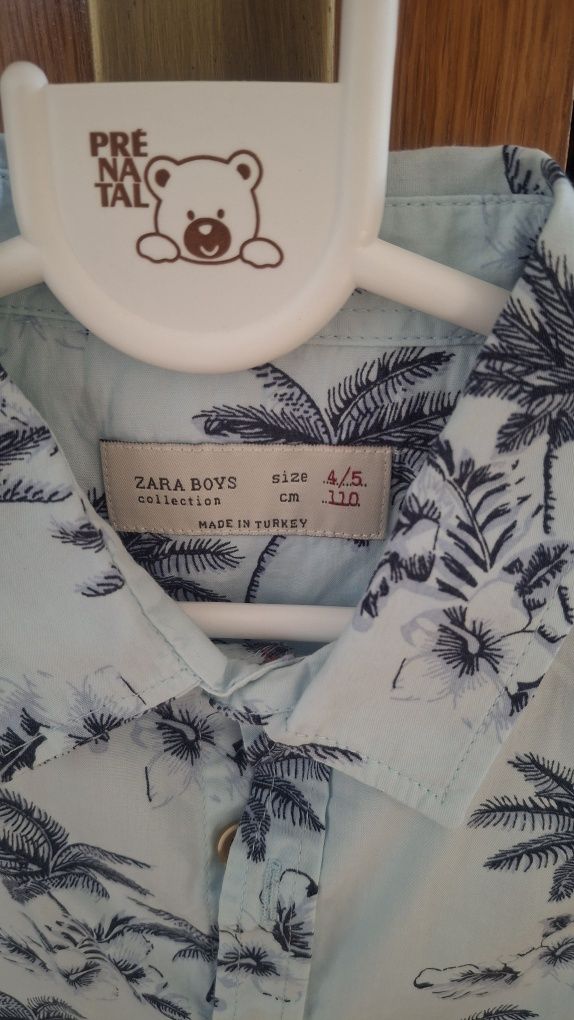 PRÉ
NA
TAL
ZARA BOYS size 4/5
collection cm 110
MADE IN TURKEY